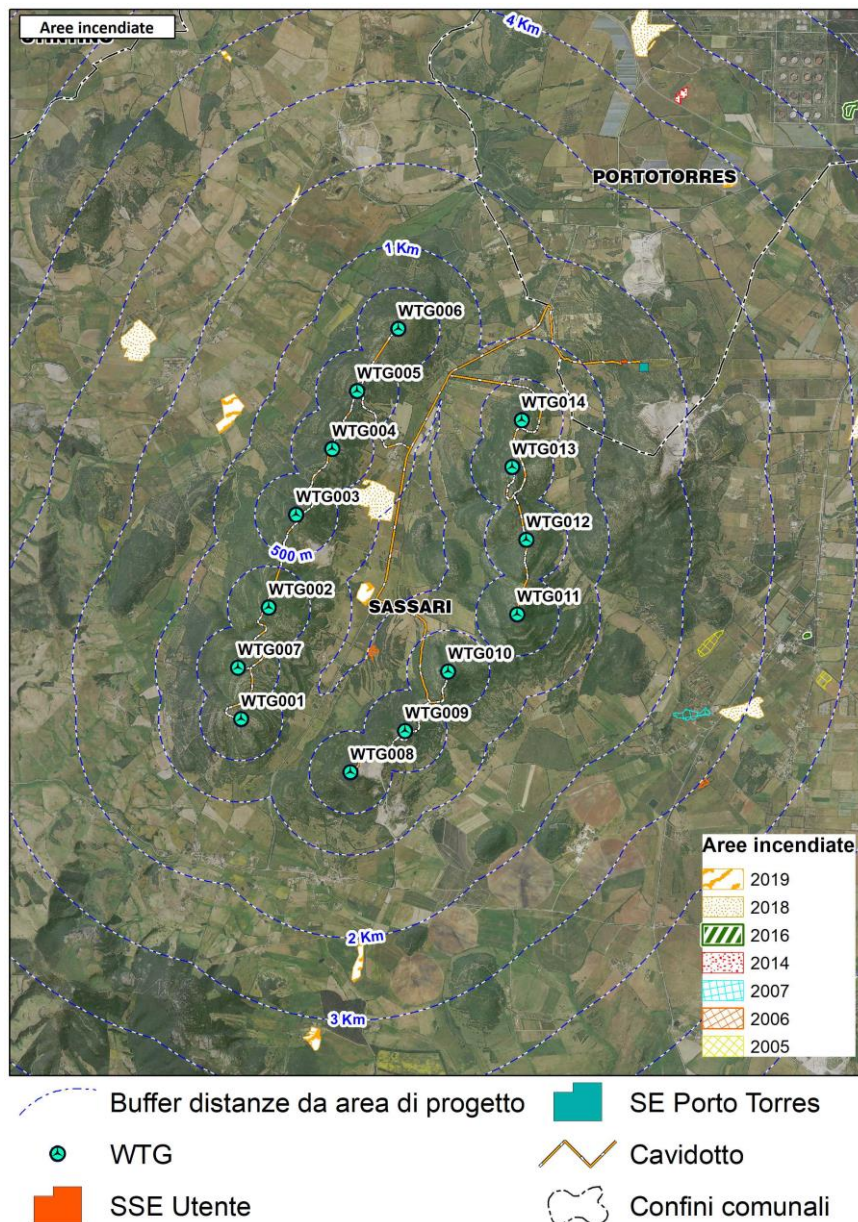 Aree incendiate
4 Km
PORTOTORRES
1 Km
WTG006
WTG005
WTG014
WTG004
WTG013
WTG003
WTG012
500 m
WTG002
SASSARI
WTG011
WTG007
WTG010
WTG001
WTG009
WTG008
2 Km
3 Km
Aree incendiate
2019
2018
2016
2014
2007
2006
2005
Buffer distanze da area di progetto
SE Porto Torres
WTG
Cavidotto
SSE Utente
Confini comunali